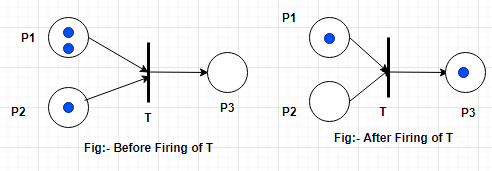 P1
P2
T
P3
Fig:- Before Firing of T
P1
P2
T
P3
Fig:- After Firing of T